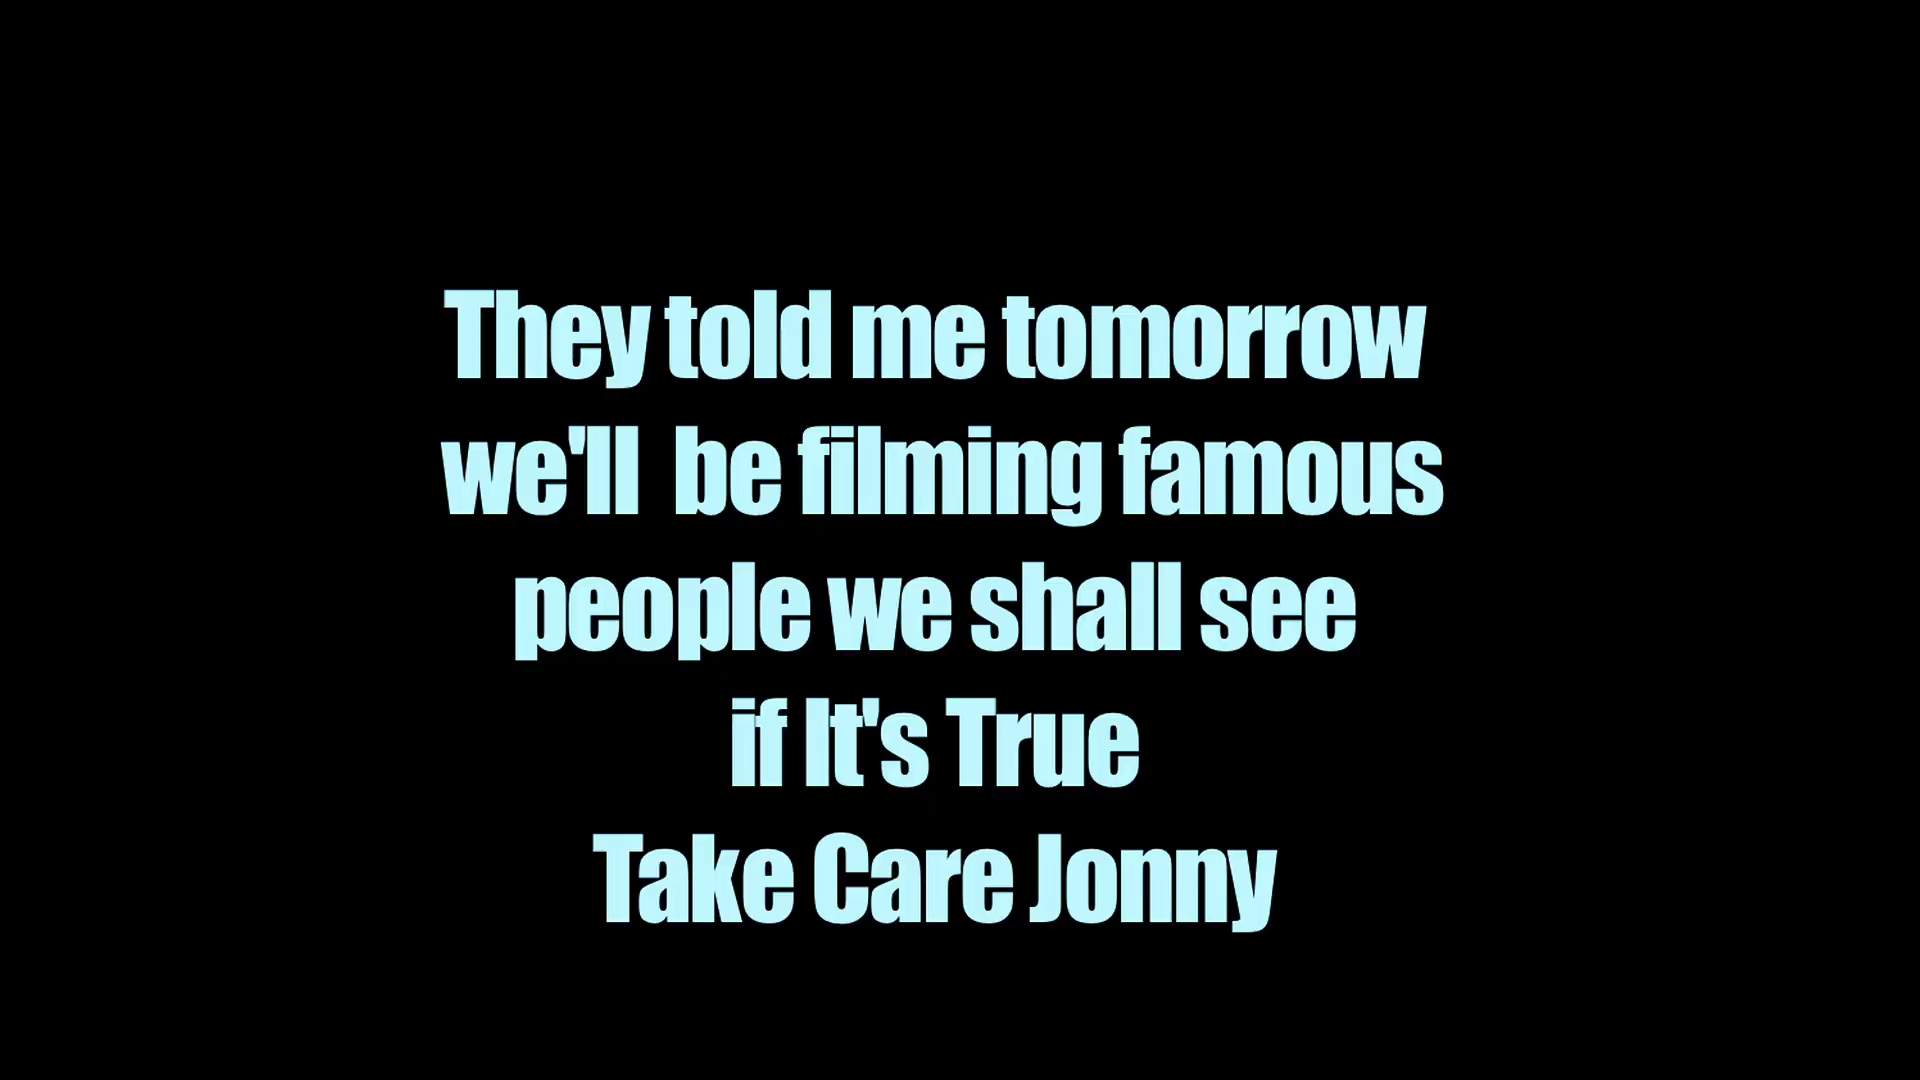 They told me tomorrow
we'll  be filming famous
people we shall see
if It's True
Take Care Jonny